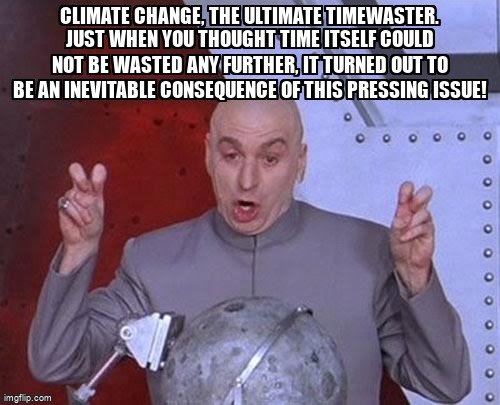 CLIMATE CHANGE, THE ULTIMATE TIMEWASTER.
JUST WHEN YOU THOUGHT TIME ITSELF COULD
NOT BE WASTED ANY FURTHER, IT TURNED OUT TO
BE AN INEVITABLE CONSEQUENCE OF THIS PRESSING ISSUE!
imgflip.com